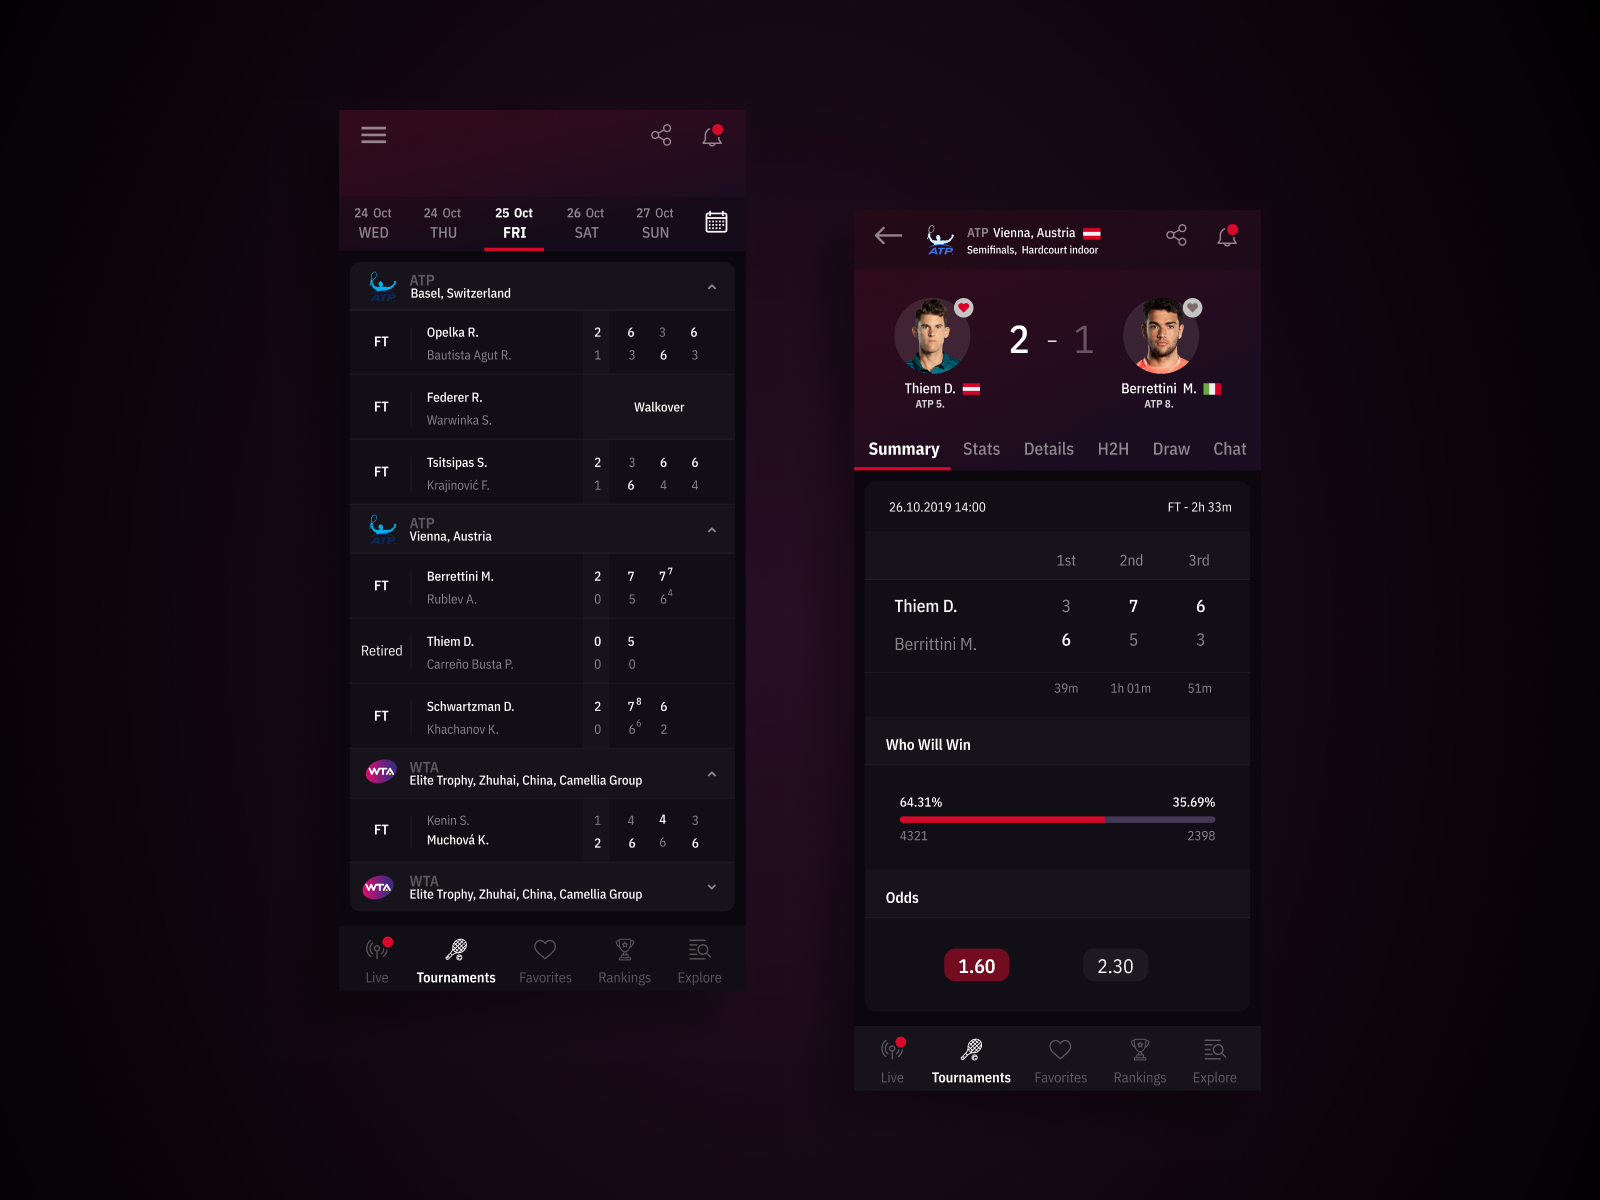 24 Oct 24 Oct 25 Oct 26 Oct 27 Oct
WED THU FRI SAT SUN
ATP
ATP
Basel, Switzerland
FT
Opelka R. 2 6 3 6
Bautista Agut R. 1 3 6 3
FT
Federer R.
Warwinka S.
Walkover
FT
Tsitsipas S. 2 3 6 6
Krajinović F. 1 6 4 4
ATP
ATP
Vienna, Austria
FT
Berrettini M. 2 7 7 7
Rublev A. 0 5 6 4
Retired
Thiem D. 0 5
Carreño Busta P. 0 0
FT
Schwartzman D. 2 7 8 6
Khachanov K. 0 6 6 2
WTA
WTA
Elite Trophy, Zhuhai, China, Camellia Group
FT
Kenin S. 1 4 4 3
Muchová K. 2 6 6 6
WTA
WTA
Elite Trophy, Zhuhai, China, Camellia Group
Live Tournaments Favorites Rankings Explore
ATP
ATP Vienna, Austria
Semifinals, Hardcourt indoor
2 - 1
Thiem D. Berrettini M.
ATP 5. ATP 8.
Summary Stats Details H2H Draw Chat
26.10.2019 14:00 FT - 2h 33m
1st 2nd 3rd
Thiem D. 3 7 6
Berrittini M. 6 5 3
39m 1h 01m 51m
Who Will Win
64.31% 35.69%
4321 2398
Odds
1.60 2.30
Live Tournaments Favorites Rankings Explore